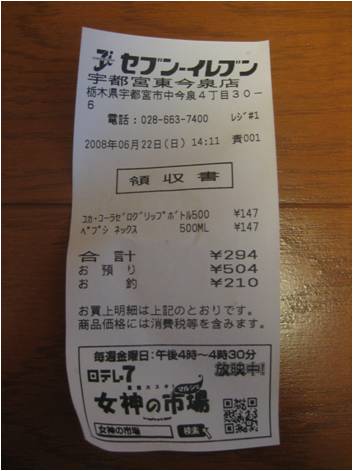 セブン-イレブン
宇都宮東今泉店
栃木県宇都宮市中今泉4丁目30-
6
電話:028-663-7400 レジ#1
2008年06月22日(日) 14:11 責001
領収書
コカ・コーラゼログリップボトル500 ¥147
ペプシ ネックス 500ML ¥147
合計 ¥294
お預り ¥504
お釣 ¥210
お買上明細は上記のとおりです。
商品価格には消費税等を含みます。
毎週金曜日:午後4時~4時30分
日テレ7 放映中!
女神の市場 マルシェ
女神の市場 検索